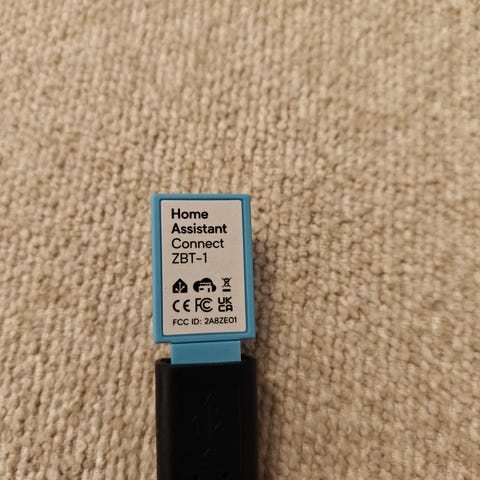 Home
Assistant
Connect
ZBT-1
CE FC UK
CA
FCC ID: 2A8ZE01